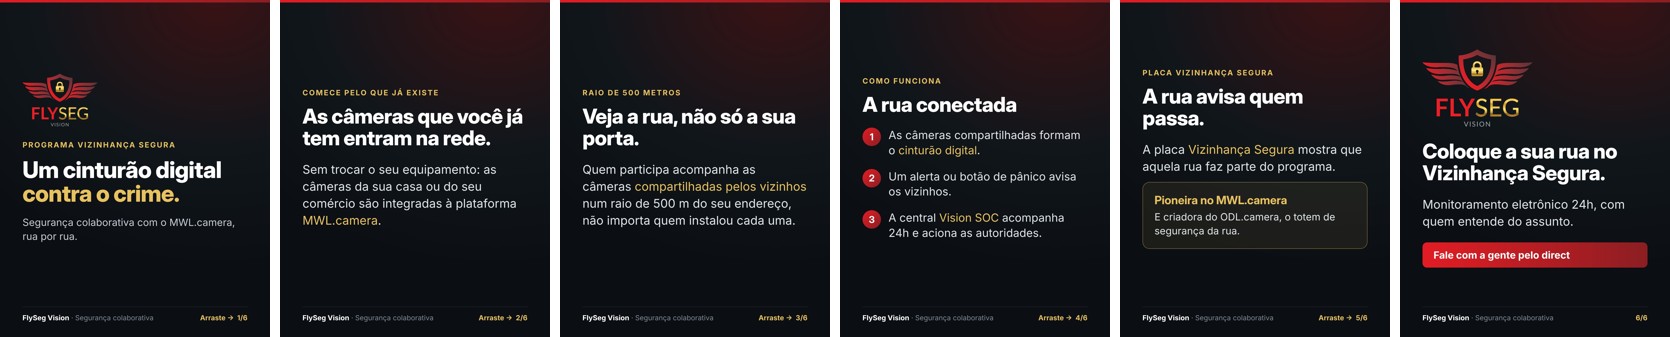 FLYSEG
VISION
PROGRAMA VIZINHANÇA SEGURA
Um cinturão digital
contra o crime.
Segurança colaborativa com o MWL.camera,
rua por rua.
FlySeg Vision · Segurança colaborativa
Arraste → 1/6
COMECE PELO QUE JÁ EXISTE
As câmeras que você já
tem entram na rede.
Sem trocar o seu equipamento: as
câmeras da sua casa ou do seu
comércio são integradas à plataforma
MWL.camera.
FlySeg Vision · Segurança colaborativa
Arraste → 2/6
RAIO DE 500 METROS
Veja a rua, não só a sua
porta.
Quem participa acompanha as
câmeras compartilhadas pelos vizinhos
num raio de 500 m do seu endereço,
não importa quem instalou cada uma.
FlySeg Vision · Segurança colaborativa
Arraste → 3/6
COMO FUNCIONA
A rua conectada
1 As câmeras compartilhadas formam
o cinturão digital.
2 Um alerta ou botão de pânico avisa
os vizinhos.
3 A central Vision SOC acompanha
24h e aciona as autoridades.
FlySeg Vision · Segurança colaborativa
Arraste → 4/6
PLACA VIZINHANÇA SEGURA
A rua avisa quem
passa.
A placa Vizinhança Segura mostra que
aquela rua faz parte do programa.
Pioneira no MWL.camera
E criadora do ODL.camera, o totem de
segurança da rua.
FlySeg Vision · Segurança colaborativa
Arraste → 5/6
FLYSEG
VISION
Coloque a sua rua no
Vizinhança Segura.
Monitoramento eletrônico 24h, com
quem entende do assunto.
Fale com a gente pelo direct
FlySeg Vision · Segurança colaborativa
6/6